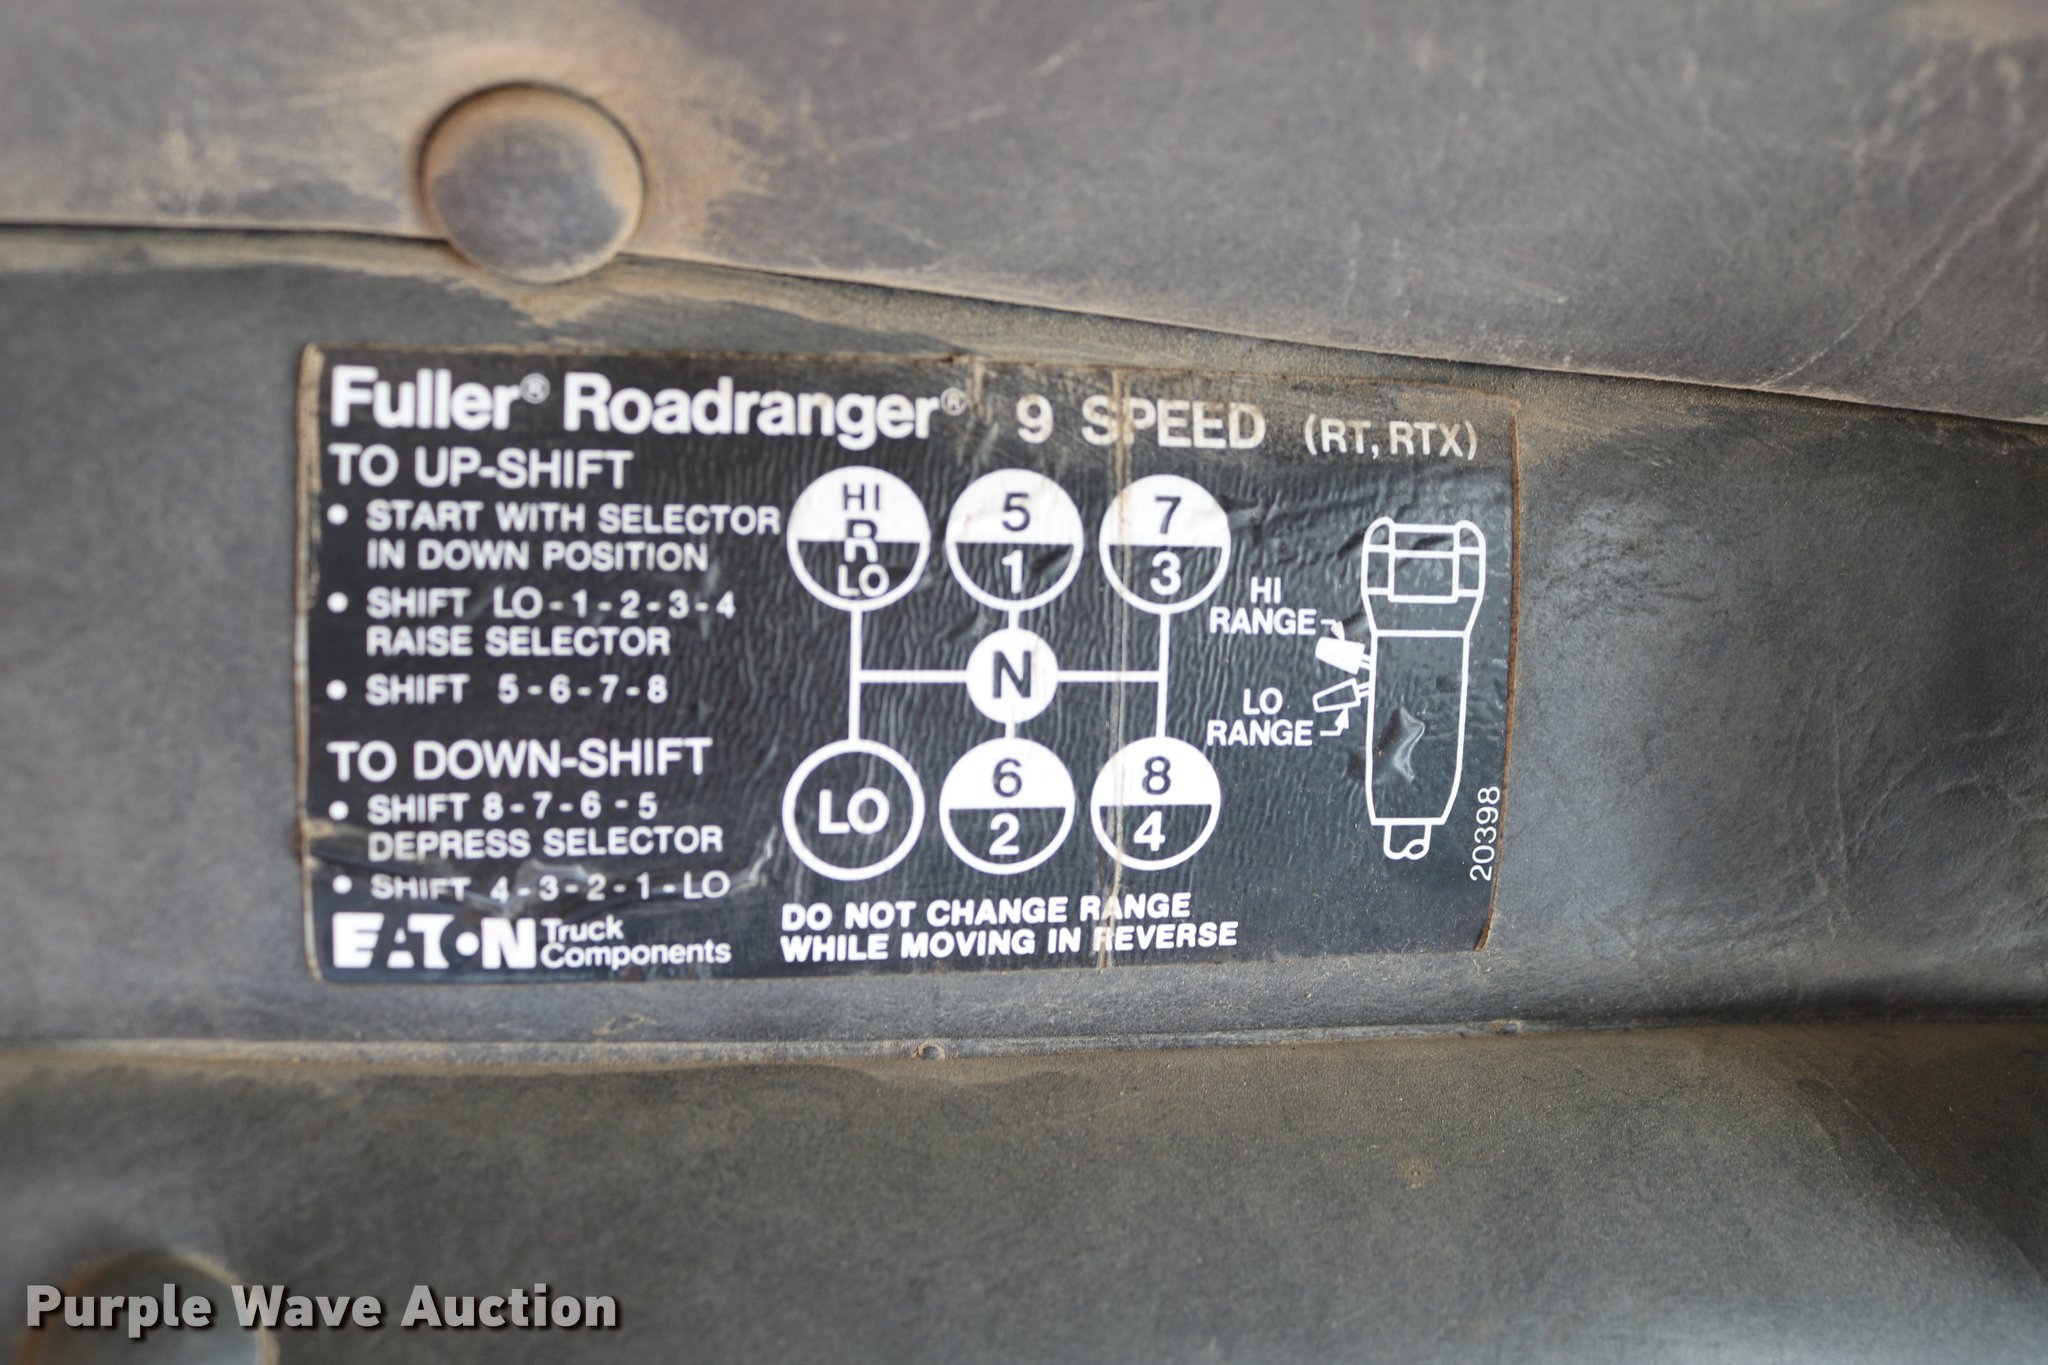 Fuller® Roadranger® 9 SPEED (RT, RTX)
TO UP-SHIFT
• START WITH SELECTOR
IN DOWN POSITION
• SHIFT LO-1-2-3-4
RAISE SELECTOR
• SHIFT 5-6-7-8
TO DOWN-SHIFT
• SHIFT 8-7-6-5
DEPRESS SELECTOR
• SHIFT 4-3-2-1-LO
EATON Truck
Components
HI
R
LO
5
1
7
3
N
LO
6
2
8
4
HI
RANGE
LO
RANGE
20398
DO NOT CHANGE RANGE
WHILE MOVING IN REVERSE
Purple Wave Auction